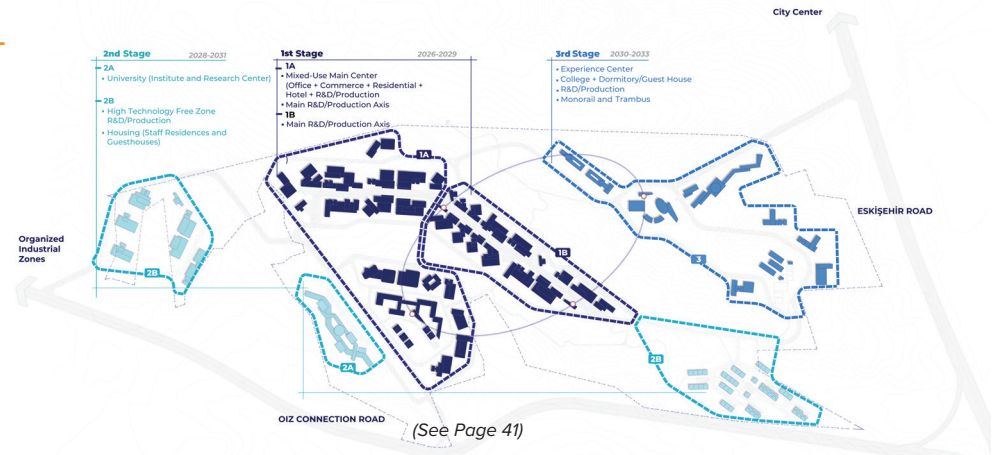 City Center
2nd Stage 2028-2031
2A
• University (Institute and Research Center)
2B
• High Technology Free Zone
R&D/Production
• Housing (Staff Residences and
Guesthouses)
1st Stage 2026-2029
1A
• Mixed-Use Main Center
(Office + Commerce + Residential +
Hotel + R&D/Production
• Main R&D/Production Axis
1B
• Main R&D/Production Axis
3rd Stage 2030-2033
• Experience Center
• College + Dormitory/Guest House
• R&D/Production
• Monorail and Trambus
1A
ESKİŞEHİR ROAD
Organized
Industrial
Zones
1B
3
2B
2B
2A
OIZ CONNECTION ROAD
(See Page 41)